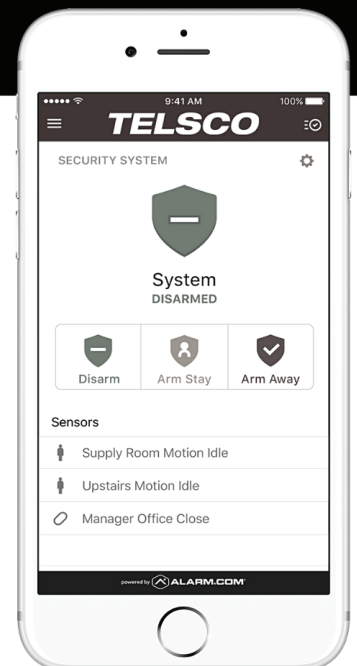 9:41 AM 100%
TELSCO
SECURITY SYSTEM
System
DISARMED
Disarm Arm Stay Arm Away
Sensors
Supply Room Motion Idle
Upstairs Motion Idle
Manager Office Close
powered by ALARM.COM